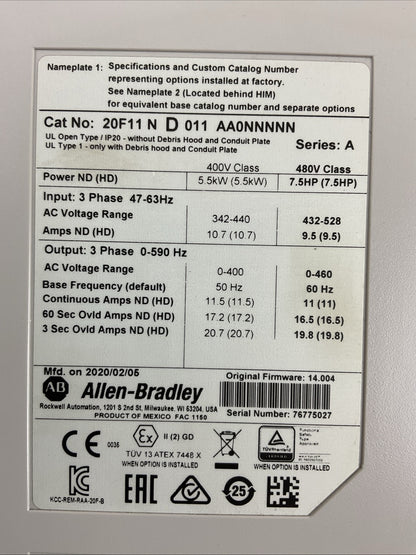 Nameplate 1: Specifications and Custom Catalog Number
representing options installed at factory.
See Nameplate 2 (Located behind HIM)
for equivalent base catalog number and separate options
Cat No: 20F11 N D 011 AA0NNNNN
UL Open Type / IP20 - without Debris Hood and Conduit Plate
UL Type 1 - only with Debris Hood and Conduit Plate
Series: A
400V Class 480V Class
Power ND (HD) 5.5kW (5.5kW) 7.5HP (7.5HP)
Input: 3 Phase 47-63Hz
AC Voltage Range 342-440 432-528
Amps ND (HD) 10.7 (10.7) 9.5 (9.5)
Output: 3 Phase 0-590 Hz
AC Voltage Range 0-400 0-460
Base Frequency (default) 50 Hz 60 Hz
Continuous Amps ND (HD) 11.5 (11.5) 11 (11)
60 Sec Ovld Amps ND (HD) 17.2 (17.2) 16.5 (16.5)
3 Sec Ovld Amps ND (HD) 20.7 (20.7) 19.8 (19.8)
Mfd. on 2020/02/05
Original Firmware: 14.004
AB Allen-Bradley
Rockwell Automation, 1201 S 2nd St, Milwaukee, WI 53204, USA
PRODUCT OF MEXICO FAC 1150
Serial Number: 76775027
CE 0035 Ex II (2) GD
TÜV 13 ATEX 7448 X
WHEN OPTION IS INSTALLED
TÜVRheinland
Functional
Safety
Type
Approved
WHEN OPTION IS INSTALLED
KCC-REM-RAA-20F-B
EAC
25